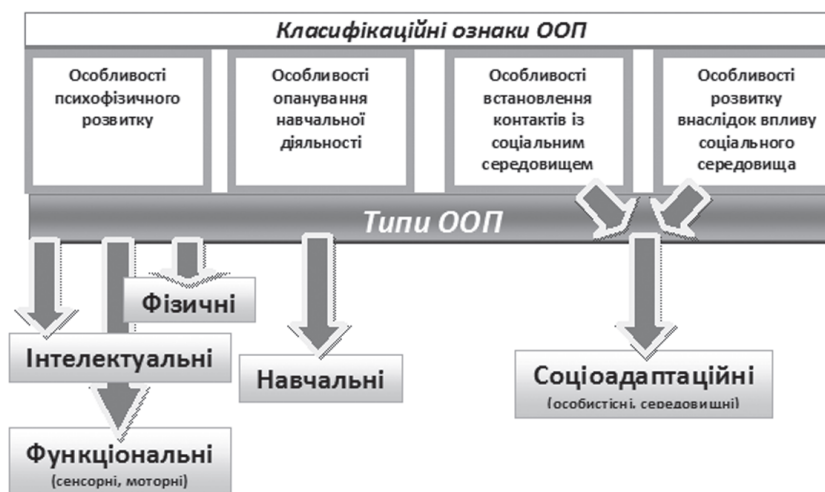 Класифікаційні ознаки ООП
Особливості
психофізичного
розвитку
Особливості
опанування
навчальної
діяльності
Особливості
встановлення
контактів із
соціальним
середовищем
Особливості
розвитку
внаслідок впливу
соціального
середовища
Типи ООП
Фізичні
Інтелектуальні
Навчальні
Соціоадаптаційні
(особистісні, середовищні)
Функціональні
(сенсорні, моторні)